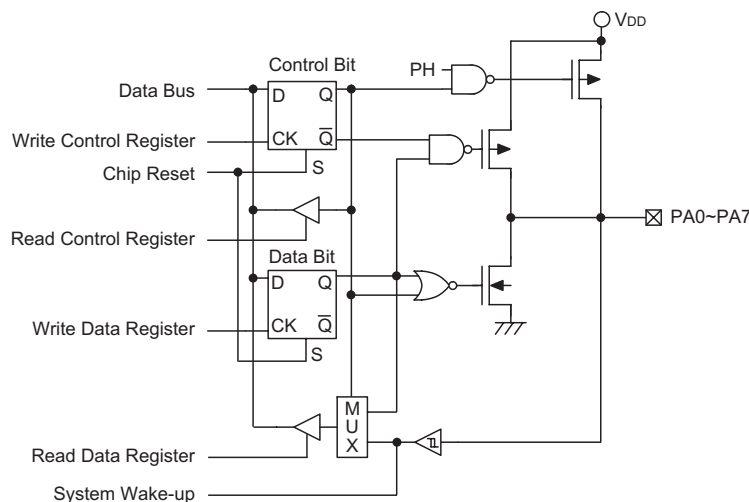 VDD
Control Bit
PH
Data Bus
D
Q
Write Control Register
CK
Q
Chip Reset
S
PA0~PA7
Read Control Register
Data Bit
D
Q
Write Data Register
CK
Q
S
MUX
Read Data Register
System Wake-up